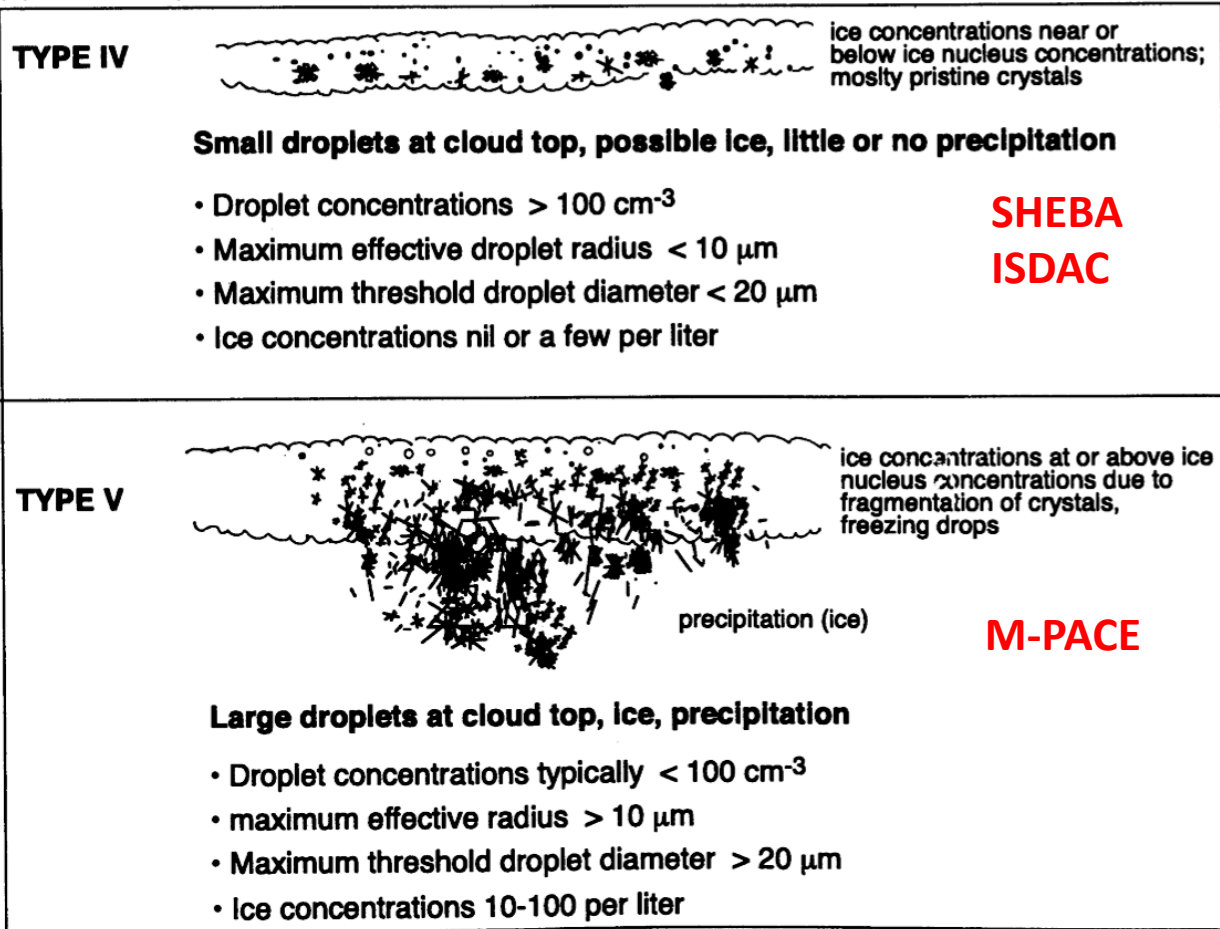 TYPE IV
ice concentrations near or
below ice nucleus concentrations;
moslty pristine crystals
Small droplets at cloud top, possible ice, little or no precipitation
• Droplet concentrations > 100 cm⁻³
• Maximum effective droplet radius < 10 μm
• Maximum threshold droplet diameter < 20 μm
• Ice concentrations nil or a few per liter
SHEBA
ISDAC
TYPE V
ice concantrations at or above ice
nucleus concentrations due to
fragmentation of crystals,
freezing drops
precipitation (ice)
M-PACE
Large droplets at cloud top, ice, precipitation
• Droplet concentrations typically < 100 cm⁻³
• maximum effective radius > 10 μm
• Maximum threshold droplet diameter > 20 μm
• Ice concentrations 10-100 per liter